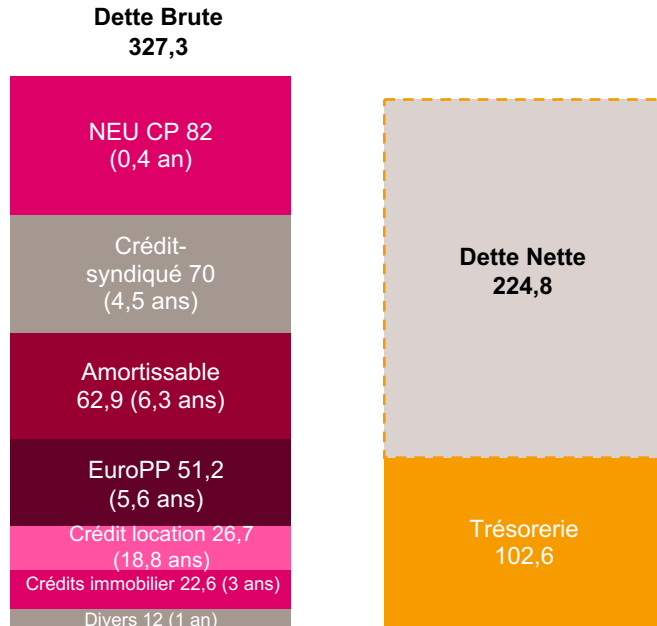 Dette Brute
327,3
NEU CP 82
(0,4 an)
Crédit-
syndiqué 70
(4,5 ans)
Amortissable
62,9 (6,3 ans)
EuroPP 51,2
(5,6 ans)
Crédit location 26,7
(18,8 ans)
Crédits immobilier 22,6 (3 ans)
Divers 12 (1 an)
Dette Nette
224,8
Trésorerie
102,6